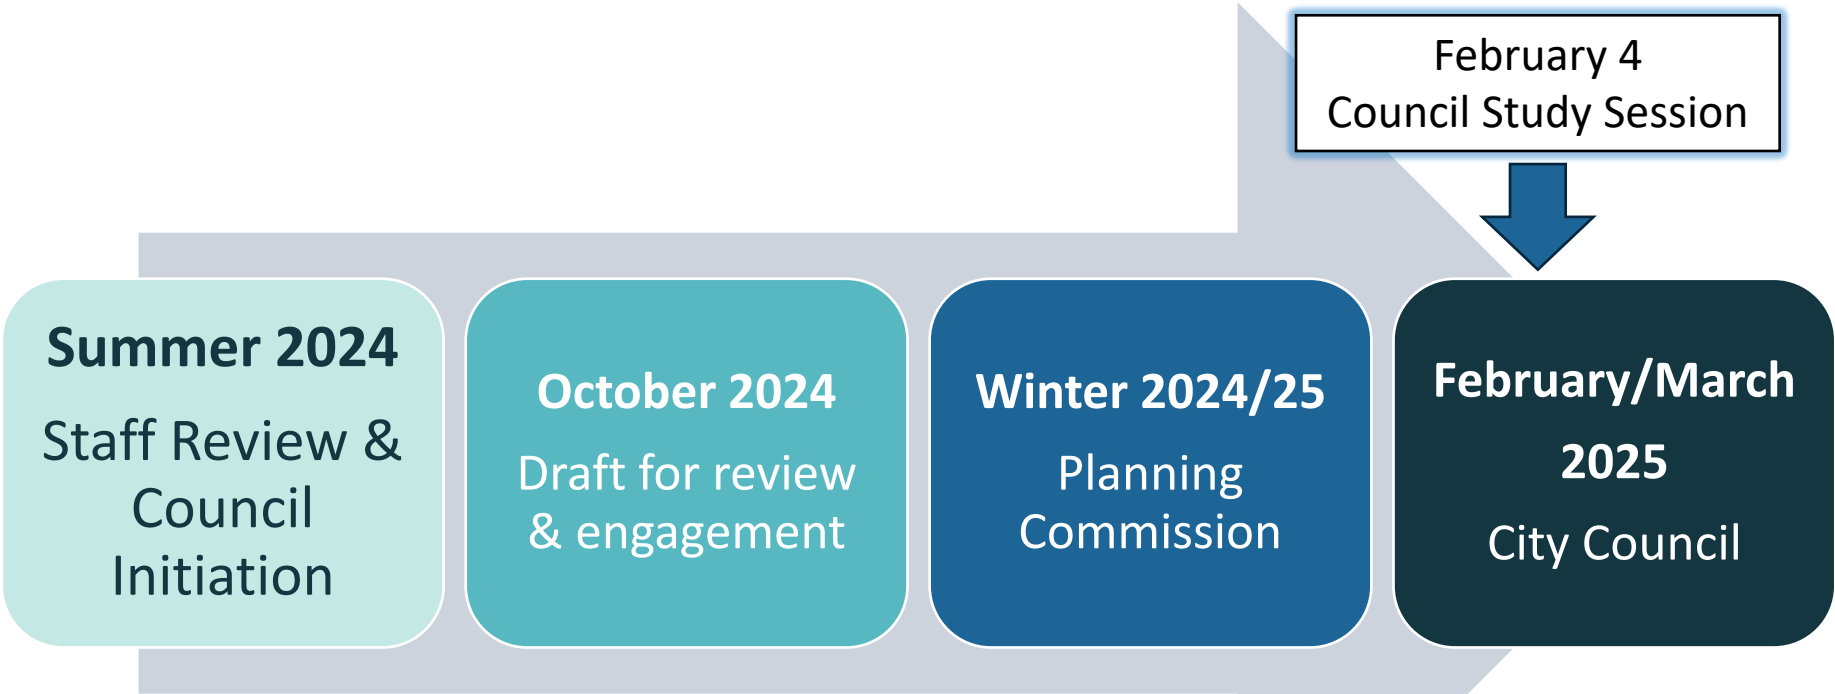 February 4
Council Study Session
Summer 2024
Staff Review &
Council
Initiation
October 2024
Draft for review
& engagement
Winter 2024/25
Planning
Commission
February/March
2025
City Council